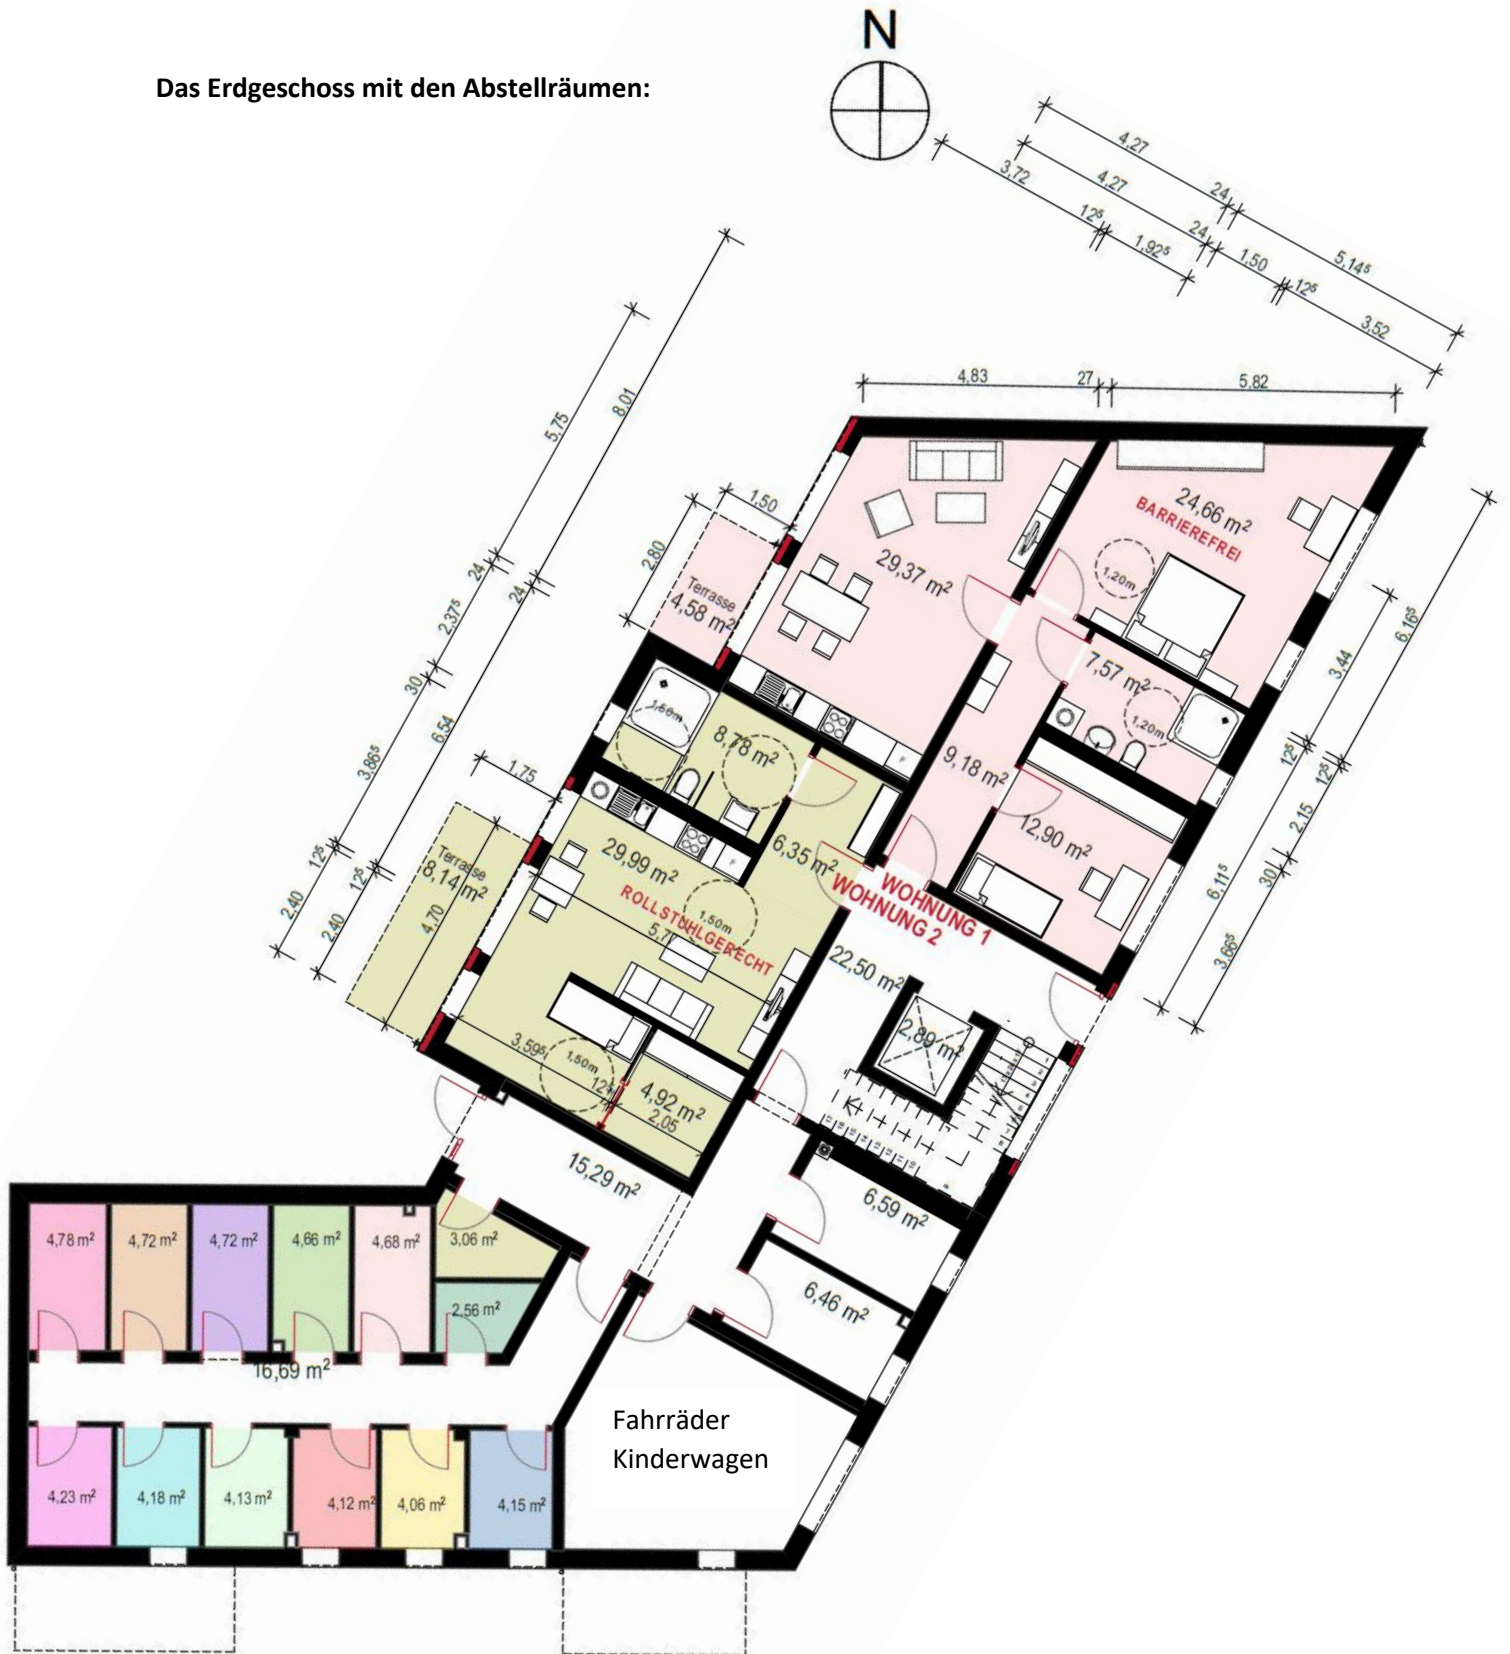 N
Das Erdgeschoss mit den Abstellräumen:
4,27
3,72
4,27
24
12⁵
1,92⁵
24
1,50
5,14⁵
12⁵
3,52
4,83
27
5,82
8,01
5,75
24
24
2,37⁵
30
6,54
3,86⁵
12⁵
12⁵
2,40
2,40
1,50
2,80
Terrasse
4,58 m²
29,37 m²
24,66 m²
BARRIEREFREI
1,20m
7,57 m²
1,20m
9,18 m²
12,90 m²
6,16⁵
3,44
12⁵
12⁵
2,15
30
6,11⁵
3,66⁵
1,50m
8,78 m²
1,75
Terrasse
8,14 m²
4,70
29,99 m²
ROLLSTUHLGERECHT
1,50m
6,35 m²
WOHNUNG 1
WOHNUNG 2
22,50 m²
2,89 m²
3,59⁵
1,50m
4,92 m²
2,05
15,29 m²
6,59 m²
6,46 m²
4,78 m²
4,72 m²
4,72 m²
4,66 m²
4,68 m²
3,06 m²
2,56 m²
16,69 m²
4,23 m²
4,18 m²
4,13 m²
4,12 m²
4,06 m²
4,15 m²
Fahrräder
Kinderwagen